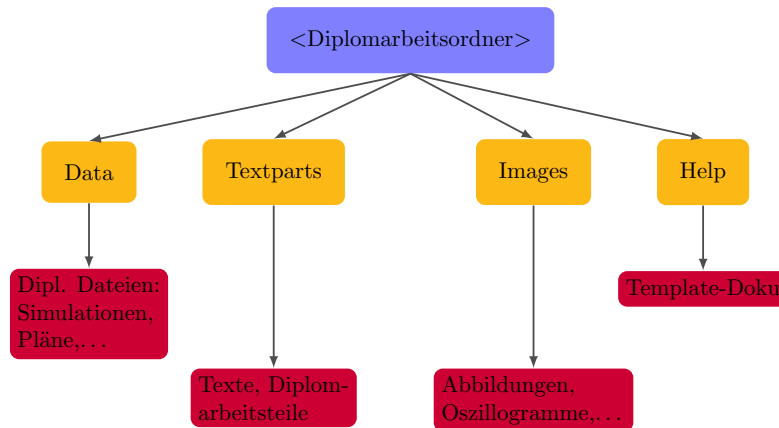 <Diplomarbeitsordner>
Data
Textparts
Images
Help
Dipl. Dateien:
Simulationen,
Pläne,...
Template-Doku
Texte, Diplom-
arbeitsteile
Abbildungen,
Oszillogramme,...